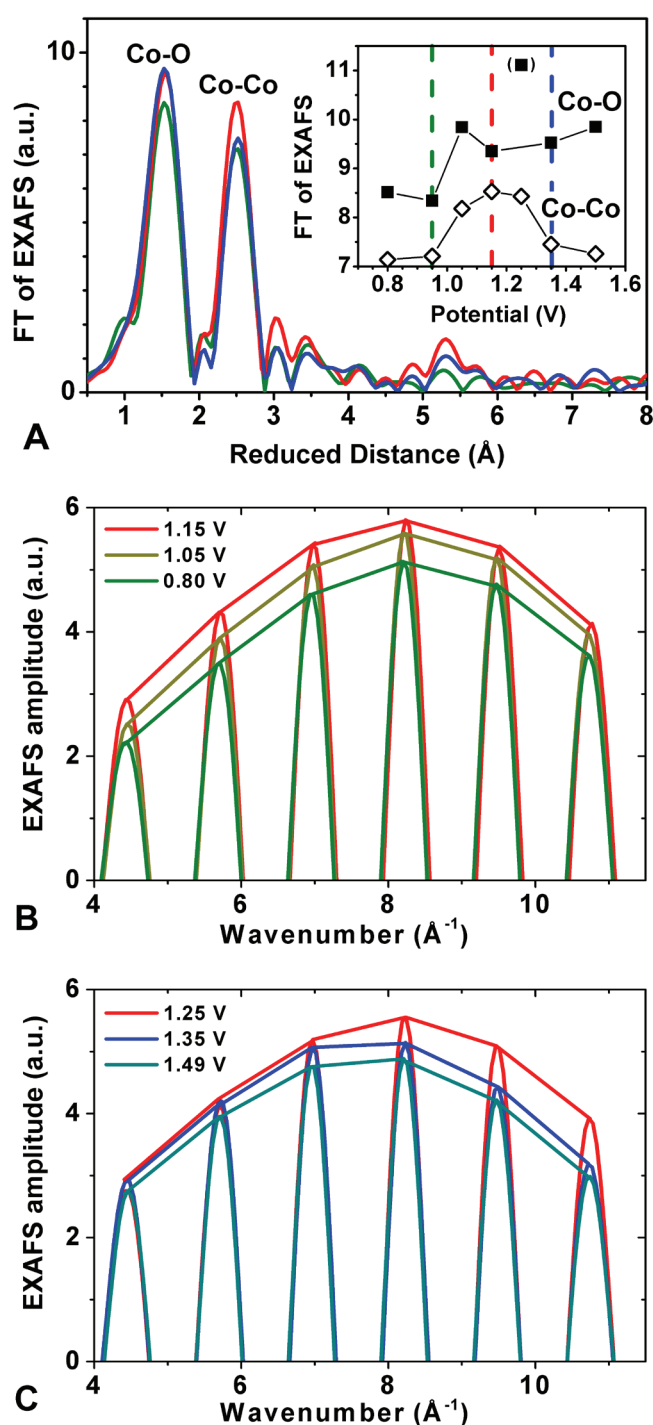 10
0
FT of EXAFS (a.u.)
Co-O
Co-Co
1 2 3 4 5 6 7 8
Reduced Distance (Å)
A
11
10
9
8
7
FT of EXAFS
(■)
Co-O
Co-Co
0.8 1.0 1.2 1.4 1.6
Potential (V)
6
4
2
0
EXAFS amplitude (a.u.)
1.15 V
1.05 V
0.80 V
4 6 8 10
Wavenumber (Å⁻¹)
B
6
4
2
0
EXAFS amplitude (a.u.)
1.25 V
1.35 V
1.49 V
4 6 8 10
Wavenumber (Å⁻¹)
C